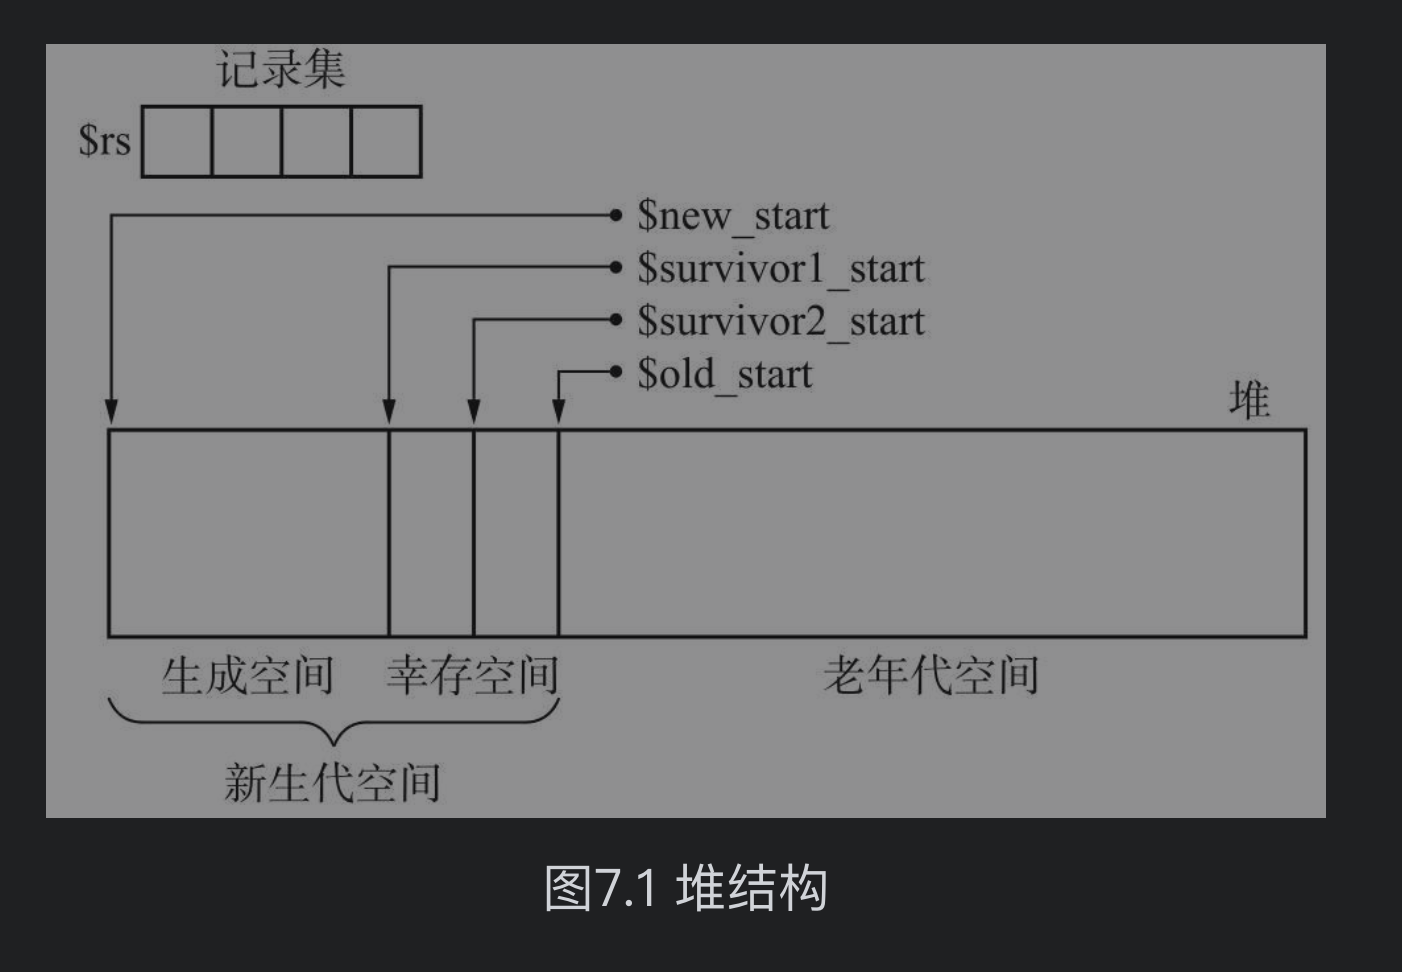 记录集
$rs
$new_start
$survivor1_start
$survivor2_start
$old_start
堆
生成空间 幸存空间 老年代空间
新生代空间
图7.1 堆结构